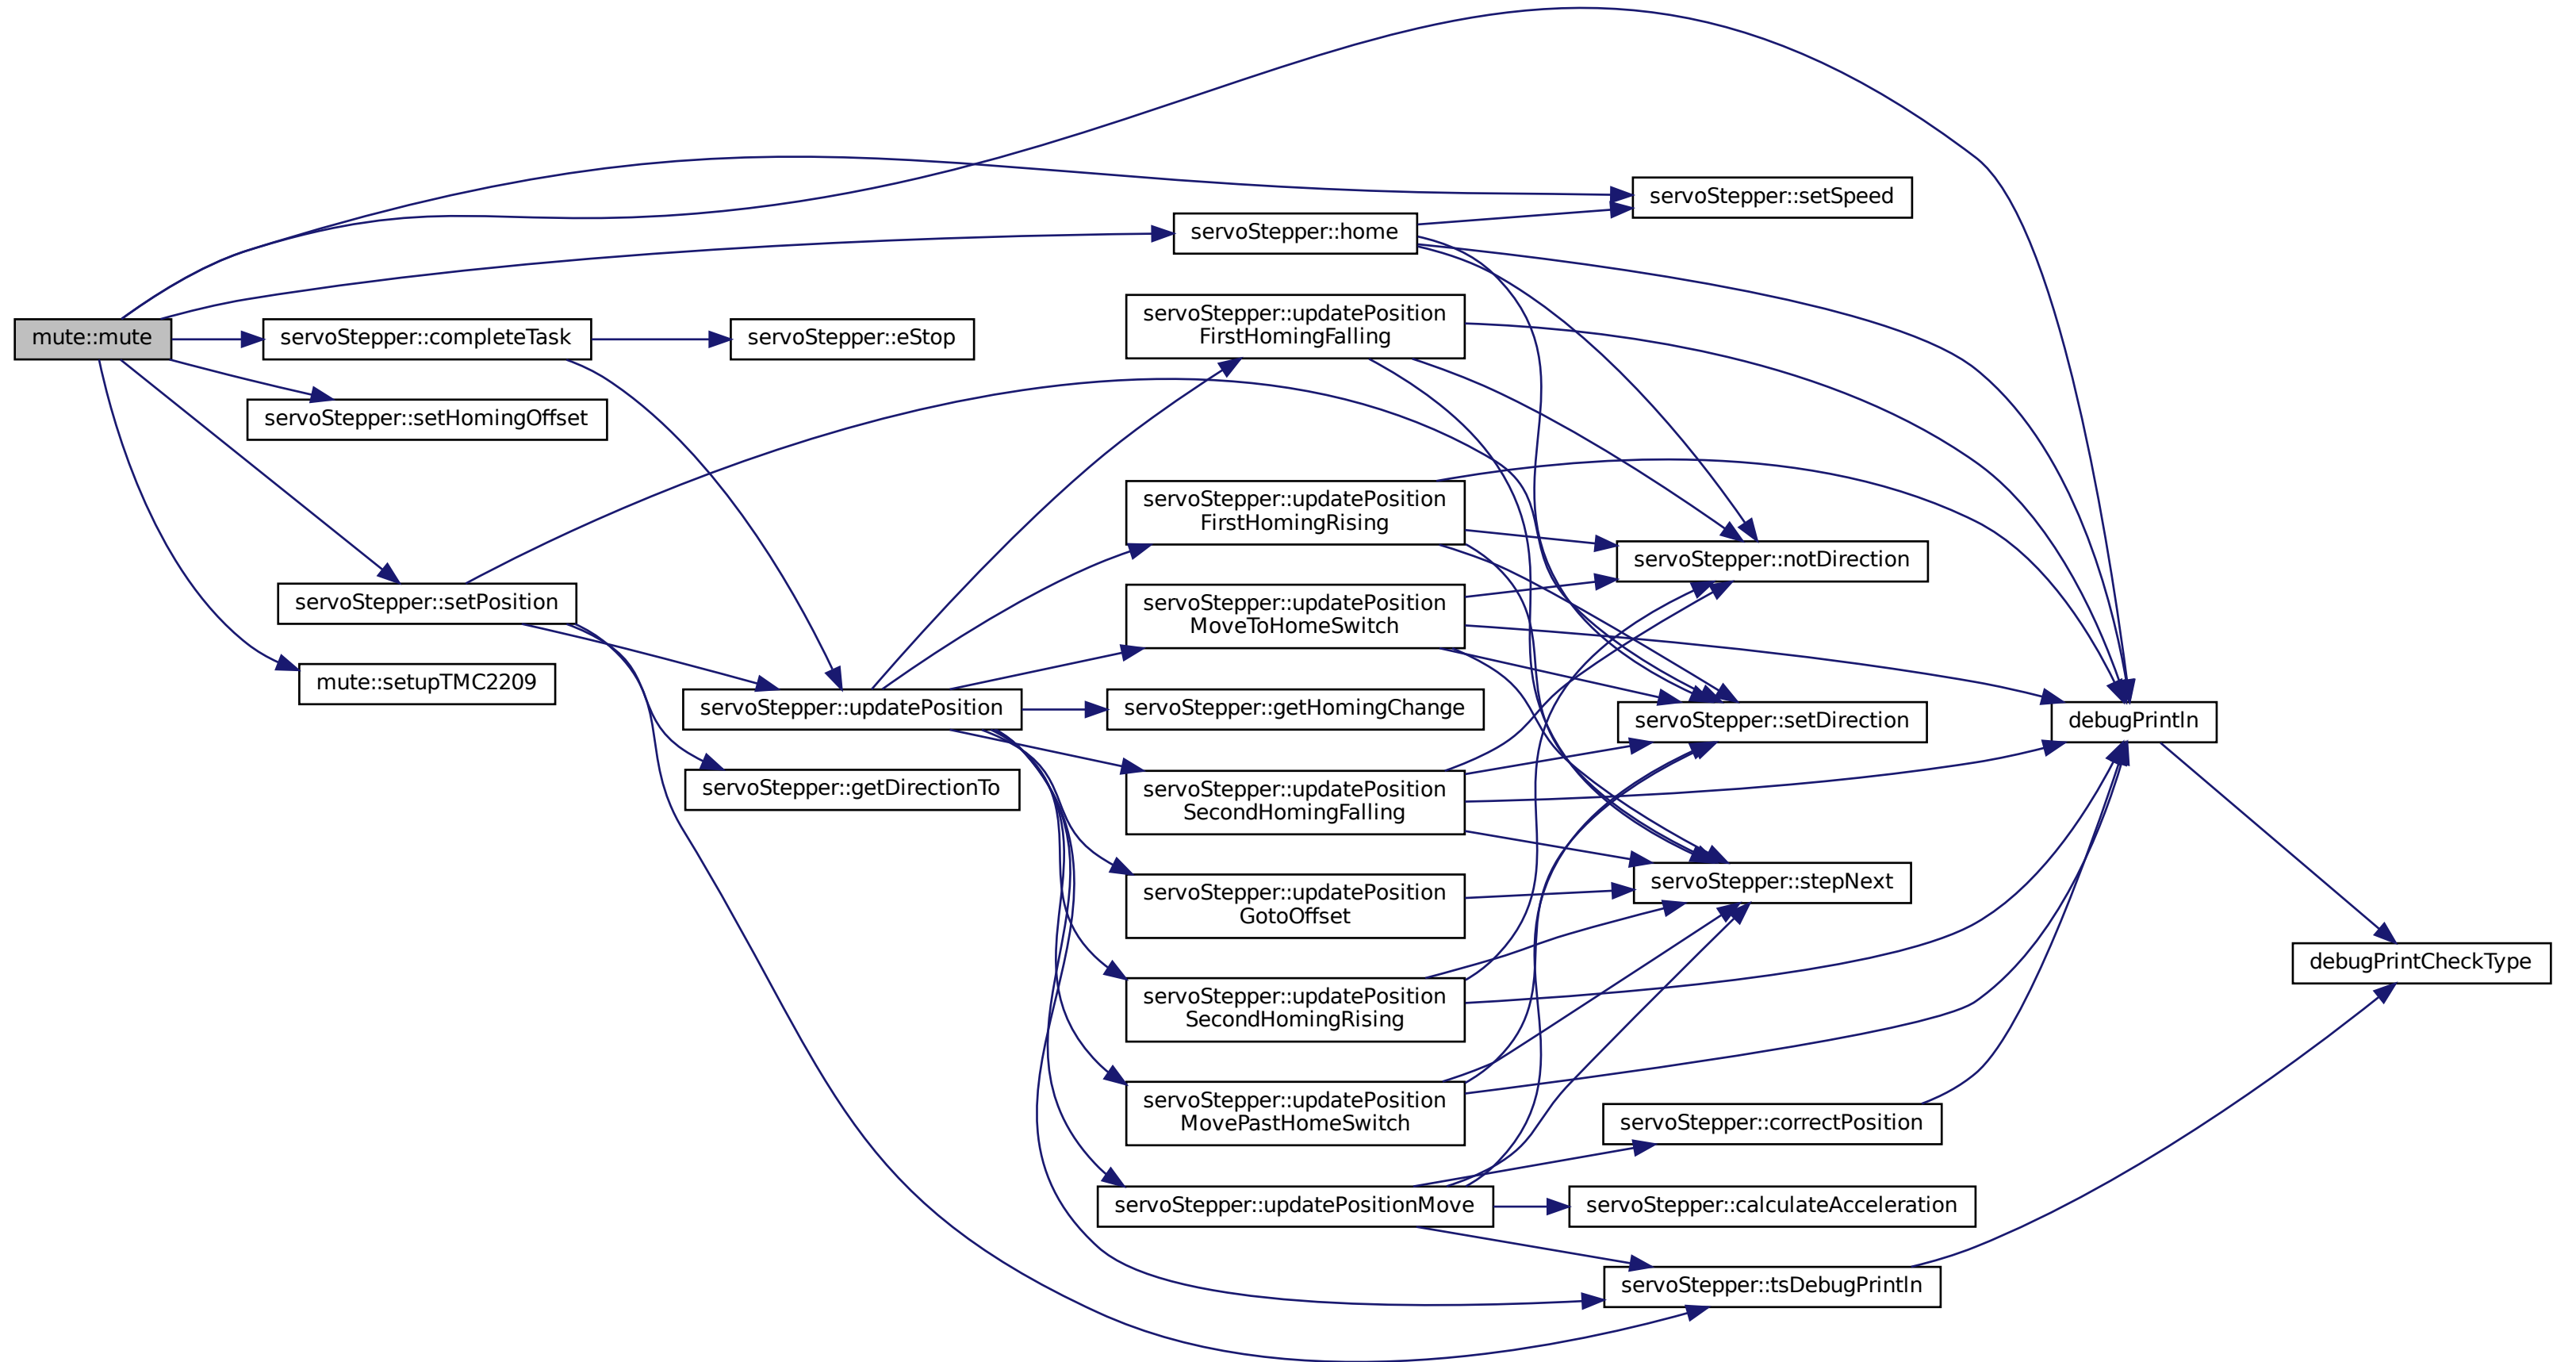 mute::mute
servoStepper::completeTask
servoStepper::setHomingOffset
servoStepper::setPosition
mute::setupTMC2209
servoStepper::eStop
servoStepper::updatePosition
servoStepper::getDirectionTo
servoStepper::home
servoStepper::updatePosition
FirstHomingFalling
servoStepper::updatePosition
FirstHomingRising
servoStepper::updatePosition
MoveToHomeSwitch
servoStepper::getHomingChange
servoStepper::updatePosition
SecondHomingFalling
servoStepper::updatePosition
GotoOffset
servoStepper::updatePosition
SecondHomingRising
servoStepper::updatePosition
MovePastHomeSwitch
servoStepper::updatePositionMove
servoStepper::setSpeed
servoStepper::notDirection
servoStepper::setDirection
servoStepper::stepNext
servoStepper::correctPosition
servoStepper::calculateAcceleration
servoStepper::tsDebugPrintln
debugPrintln
debugPrintCheckType